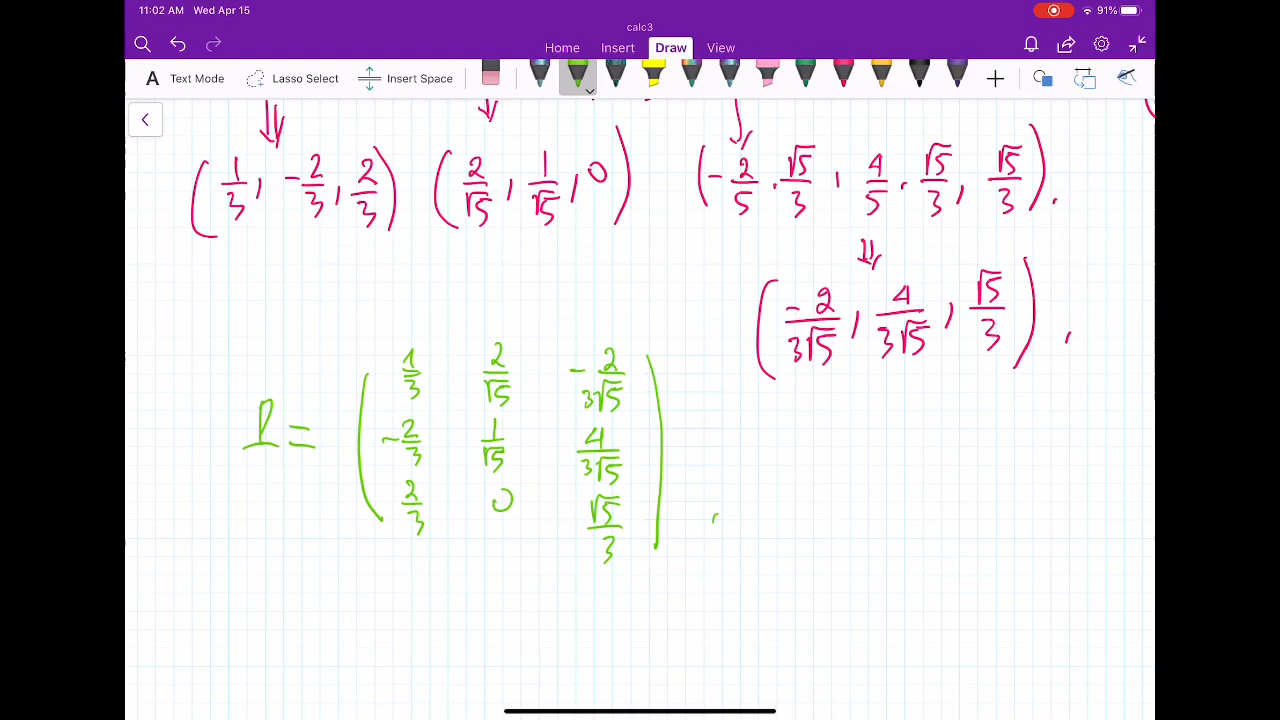 11:02 AM Wed Apr 15
91%
calc3
Home Insert Draw View
A Text Mode Lasso Select Insert Space
(1/3, -2/3, 2/3) (2/√5, 1/√5, 0) (-2/5 · √5/3, 4/5 · √5/3, √5/3).
⇓
(-2/3√5, 4/3√5, √5/3).
P = ( 1/3 2/√5 -2/3√5
-2/3 1/√5 4/3√5
2/3 0 √5/3 )